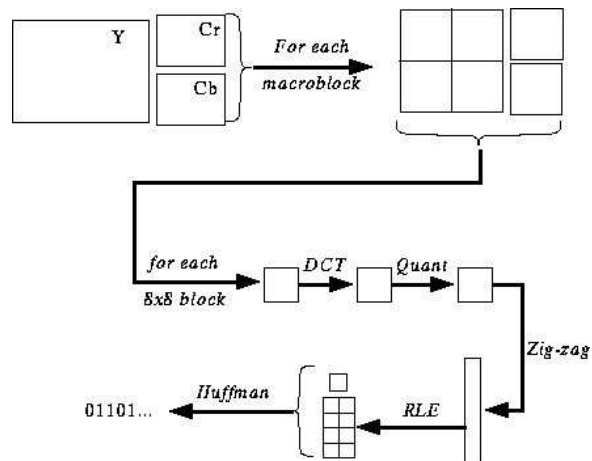 Y
Cr
Cb
For each
macroblock
for each
8x8 block
DCT
Quant
Zig-zag
RLE
Huffman
01101...